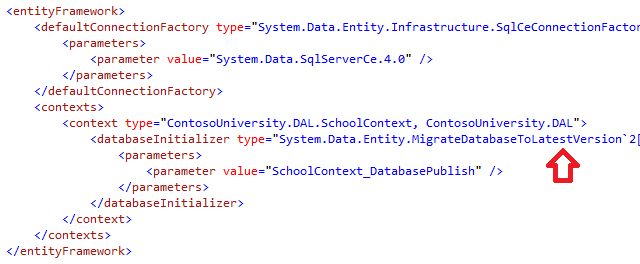 <entityFramework>
<defaultConnectionFactory type="System.Data.Entity.Infrastructure.SqlCeConnectionFactor
<parameters>
<parameter value="System.Data.SqlServerCe.4.0" />
</parameters>
</defaultConnectionFactory>
<contexts>
<context type="ContosoUniversity.DAL.SchoolContext, ContosoUniversity.DAL">
<databaseInitializer type="System.Data.Entity.MigrateDatabaseToLatestVersion`2[
<parameters>
<parameter value="SchoolContext_DatabasePublish" />
</parameters>
</databaseInitializer>
</context>
</contexts>
</entityFramework>